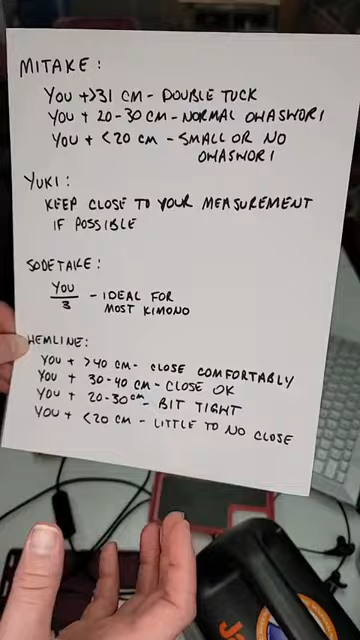 MITAKE:
YOU +>31 CM - DOUBLE TUCK
YOU + 20-30 CM - NORMAL OHASHORI
YOU + <20 CM - SMALL OR NO
OHASHORI
YUKI:
KEEP CLOSE TO YOUR MEASUREMENT
IF POSSIBLE
SODETAKE:
YOU
3
- IDEAL FOR
MOST KIMONO
HEMLINE:
YOU + >40 CM - CLOSE COMFORTABLY
YOU + 30-40 CM - CLOSE OK
YOU + 20-30 CM - BIT TIGHT
YOU + <20 CM - LITTLE TO NO CLOSE